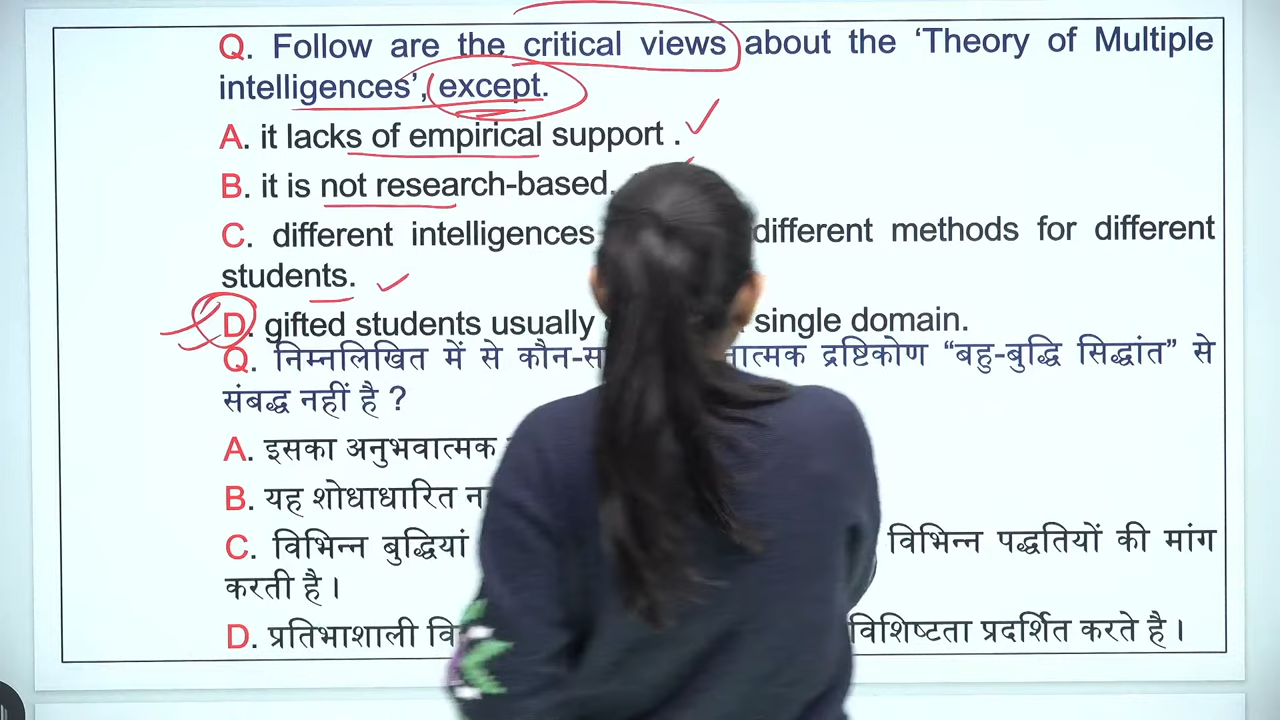 Q. Follow are the critical views about the ‘Theory of Multiple
intelligences’, except.
A. it lacks of empirical support .
B. it is not research-based.
C. different intelligences different methods for different
students.
D. gifted students usually single domain.
Q. निम्नलिखित में से कौन-सा द्रष्टिकोण “बहु-बुद्धि सिद्धांत” से
संबद्ध नहीं है ?
A. इसका अनुभवात्मक
B. यह शोधाधारित
C. विभिन्न बुद्धियां विभिन्न पद्धतियों की मांग
करती है ।
D. प्रतिभाशाली विशिष्टता प्रदर्शित करते है ।